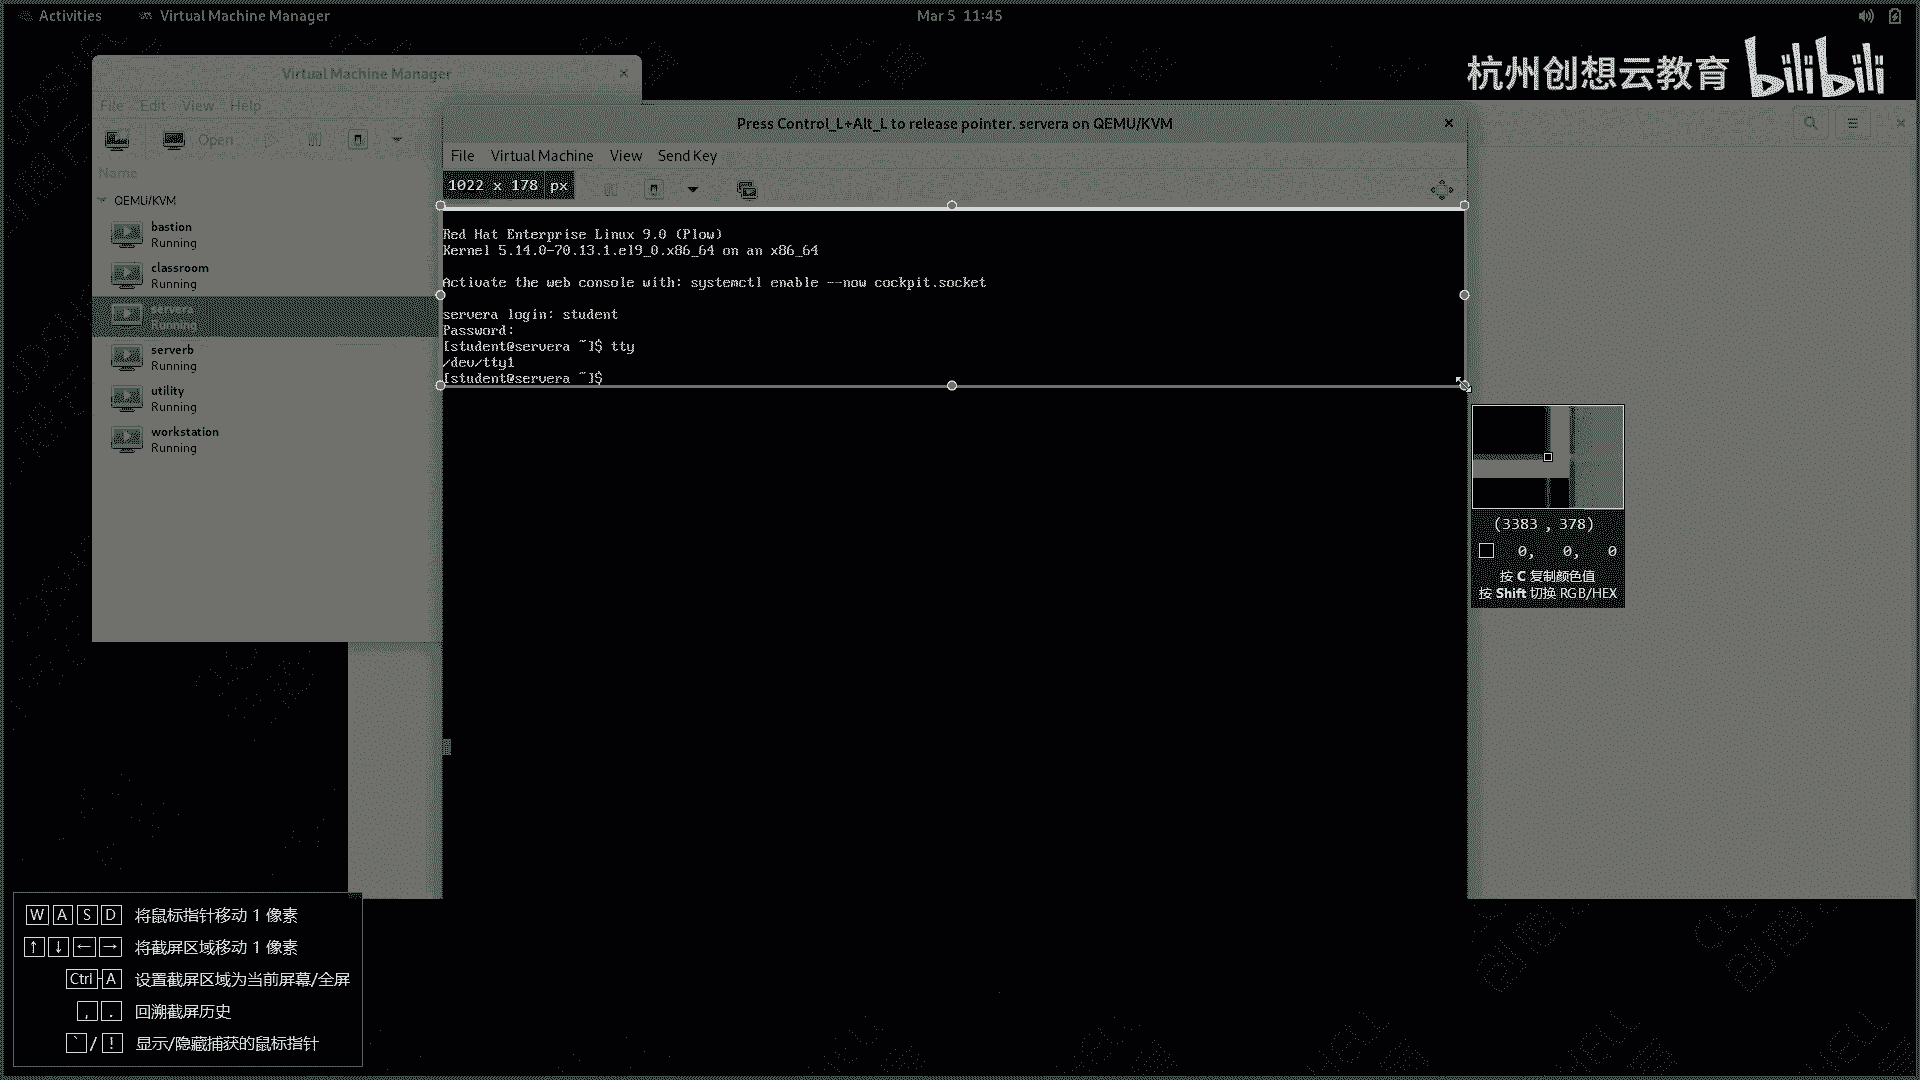 Activities
Virtual Machine Manager
Mar 5 11:45
杭州创想云教育 bilibili
Virtual Machine Manager
File Edit View Help
Open
Name
QEMU/KVM
bastion
Running
classroom
Running
servera
Running
serverb
Running
utility
Running
workstation
Running
Press Control_L+Alt_L to release pointer. servera on QEMU/KVM
File Virtual Machine View Send Key
1022 x 178 px
Red Hat Enterprise Linux 9.0 (Plow)
Kernel 5.14.0-70.13.1.el9_0.x86_64 on an x86_64
Activate the web console with: systemctl enable --now cockpit.socket
servera login: student
Password:
[student@servera ~]$ tty
/dev/tty1
[student@servera ~]$
(3383 , 378)
0, 0, 0
按 C 复制颜色值
按 Shift 切换 RGB/HEX
W A S D 将鼠标指针移动 1 像素
↑ ↓ ← → 将截屏区域移动 1 像素
Ctrl A 设置截屏区域为当前屏幕/全屏
, . 回溯截屏历史
` / ! 显示/隐藏捕获的鼠标指针